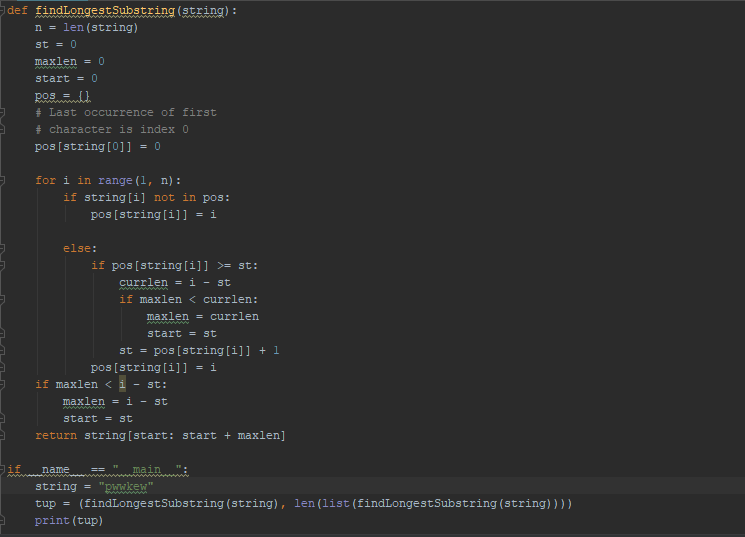 def findLongestSubstring(string):
    n = len(string)
    st = 0
    maxlen = 0
    start = 0
    pos = {}
    # Last occurrence of first
    # character is index 0
    pos[string[0]] = 0

    for i in range(1, n):
        if string[i] not in pos:
            pos[string[i]] = i

        else:
            if pos[string[i]] >= st:
                currlen = i - st
                if maxlen < currlen:
                    maxlen = currlen
                    start = st
                st = pos[string[i]] + 1
            pos[string[i]] = i
    if maxlen < i - st:
        maxlen = i - st
        start = st
    return string[start: start + maxlen]

if __name__ == "__main__":
    string = "pwwkew"
    tup = (findLongestSubstring(string), len(list(findLongestSubstring(string))))
    print(tup)